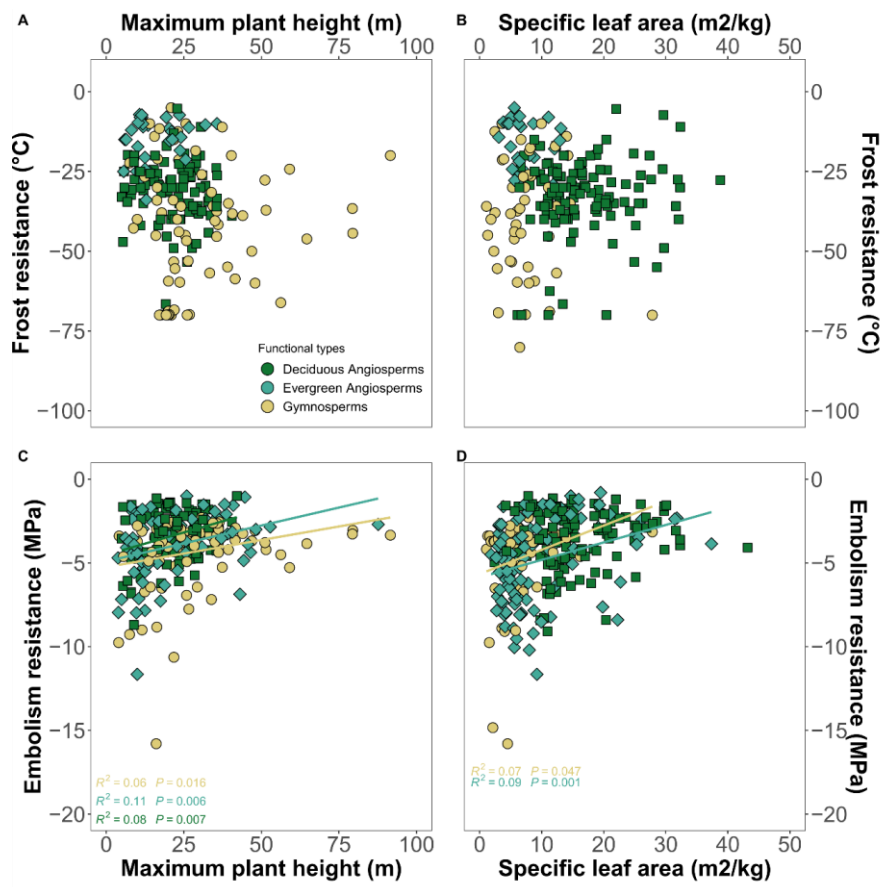 A
Maximum plant height (m)
0 25 50 75 100
B
Specific leaf area (m2/kg)
0 10 20 30 40 50
Frost resistance (°C)
0
−25
−50
−75
−100
Functional types
Deciduous Angiosperms
Evergreen Angiosperms
Gymnosperms
0
−25
−50
−75
−100
Frost resistance (°C)
C
Embolism resistance (MPa)
0
−5
−10
−15
−20
R² = 0.06 P = 0.016
R² = 0.11 P = 0.006
R² = 0.08 P = 0.007
0 25 50 75 100
Maximum plant height (m)
D
R² = 0.07 P = 0.047
R² = 0.09 P = 0.001
0
−5
−10
−15
−20
Embolism resistance (MPa)
0 10 20 30 40 50
Specific leaf area (m2/kg)